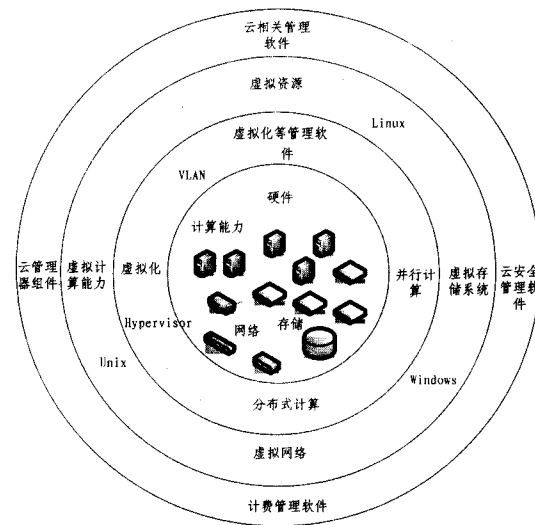 云相关管理
软件
虚拟资源
Linux
虚拟化等管理软
件
VLAN
硬件
计算能力
云管理
器组件
虚拟计
算能力
虚拟化
并行计
算
虚拟存
储系统
云安全
管理软
件
Hypervisor
网络
存储
Unix
Windows
分布式计算
虚拟网络
计费管理软件